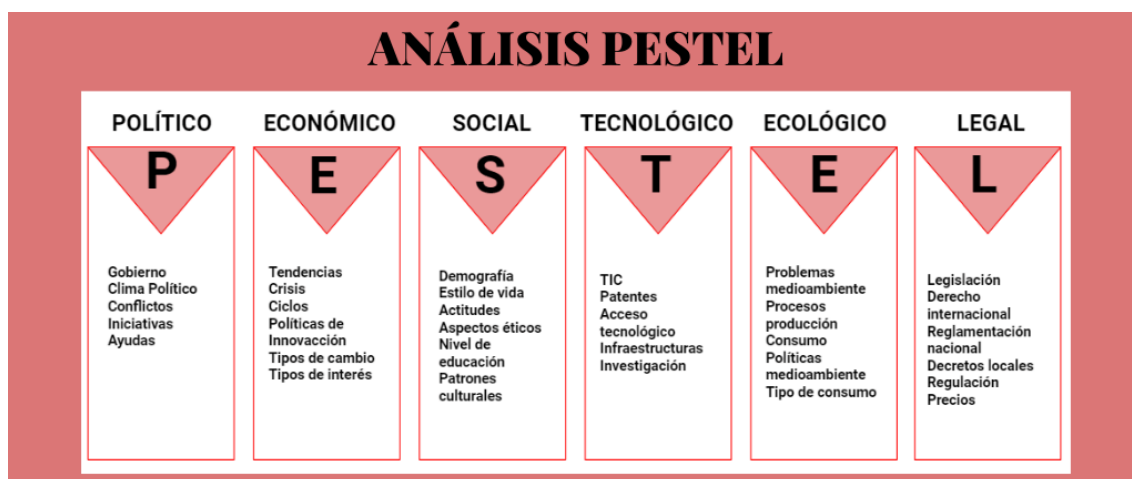 ANÁLISIS PESTEL
POLÍTICO
P
Gobierno
Clima Político
Conflictos
Iniciativas
Ayudas
ECONÓMICO
E
Tendencias
Crisis
Ciclos
Políticas de
Innovacción
Tipos de cambio
Tipos de interés
SOCIAL
S
Demografía
Estilo de vida
Actitudes
Aspectos éticos
Nivel de
educación
Patrones
culturales
TECNOLÓGICO
T
TIC
Patentes
Acceso
tecnológico
Infraestructuras
Investigación
ECOLÓGICO
E
Problemas
medioambiente
Procesos
producción
Consumo
Políticas
medioambiente
Tipo de consumo
LEGAL
L
Legislación
Derecho
internacional
Reglamentación
nacional
Decretos locales
Regulación
Precios